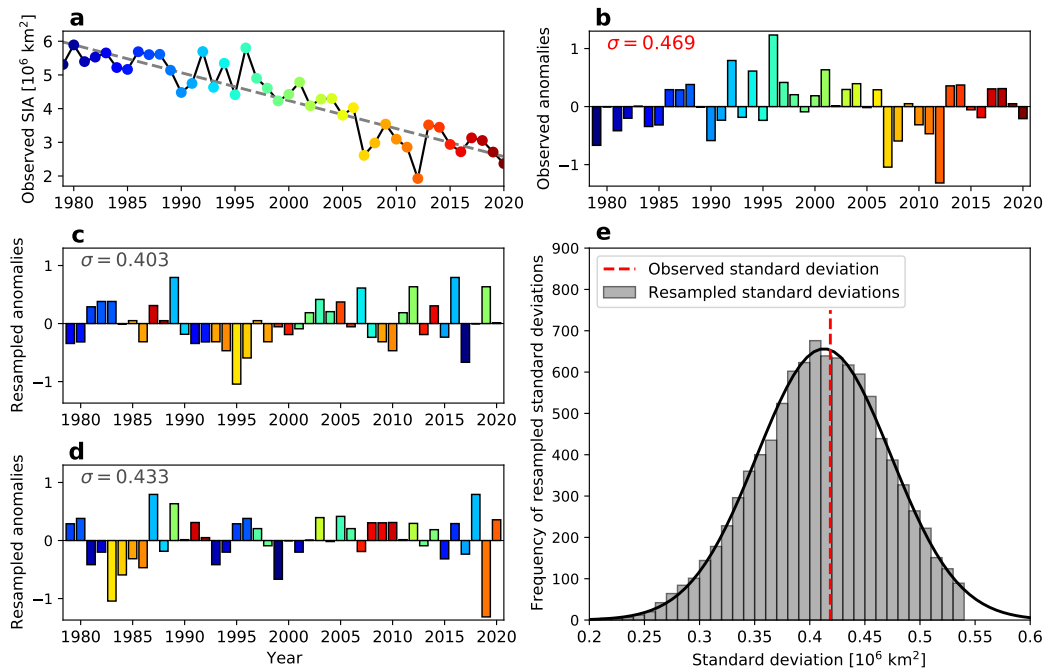 a
Observed SIA [10⁶ km²]
6
5
4
3
2
1980 1985 1990 1995 2000 2005 2010 2015 2020
b
σ = 0.469
Observed anomalies
1
0
−1
1980 1985 1990 1995 2000 2005 2010 2015 2020
c
σ = 0.403
Resampled anomalies
1
0
−1
1980 1985 1990 1995 2000 2005 2010 2015 2020
d
σ = 0.433
Resampled anomalies
1
0
−1
1980 1985 1990 1995 2000 2005 2010 2015 2020
Year
e
Observed standard deviation
Resampled standard deviations
Frequency of resampled standard deviations
900
800
700
600
500
400
300
200
100
0
0.2 0.25 0.3 0.35 0.4 0.45 0.5 0.55 0.6
Standard deviation [10⁶ km²]